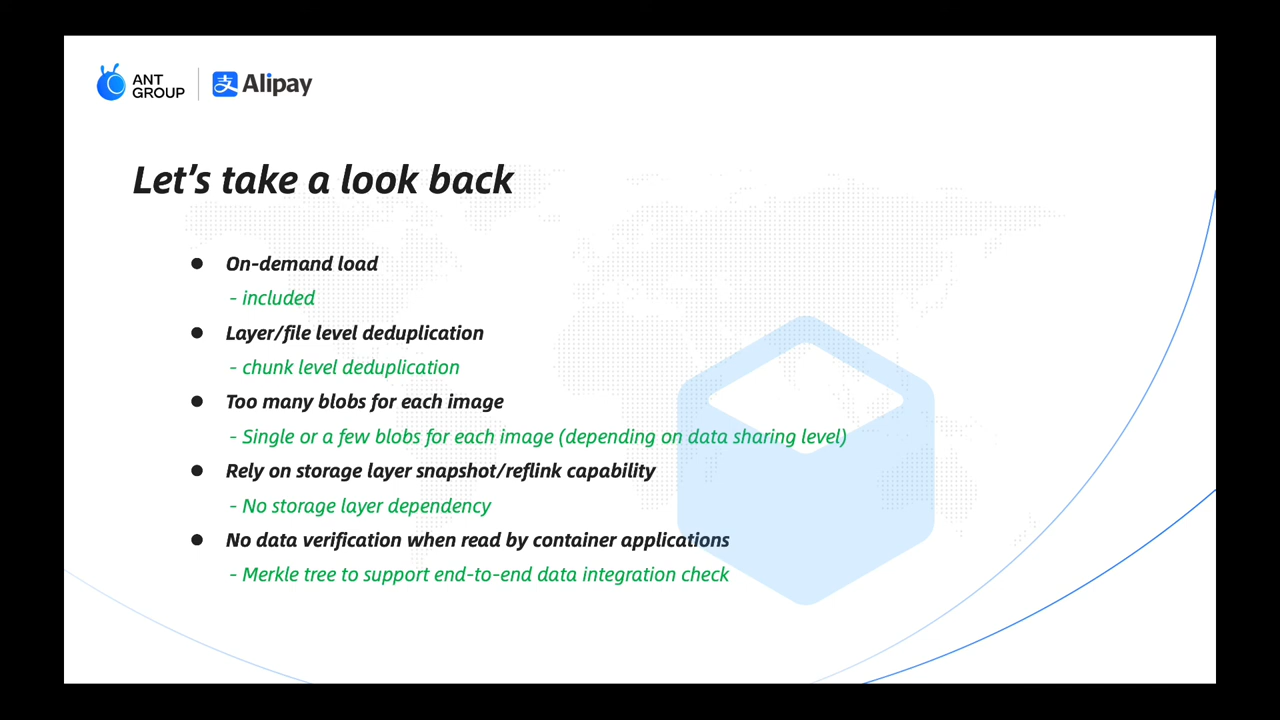 ANT
GROUP
支 Alipay
Let's take a look back
● On-demand load
- included
● Layer/file level deduplication
- chunk level deduplication
● Too many blobs for each image
- Single or a few blobs for each image (depending on data sharing level)
● Rely on storage layer snapshot/reflink capability
- No storage layer dependency
● No data verification when read by container applications
- Merkle tree to support end-to-end data integration check